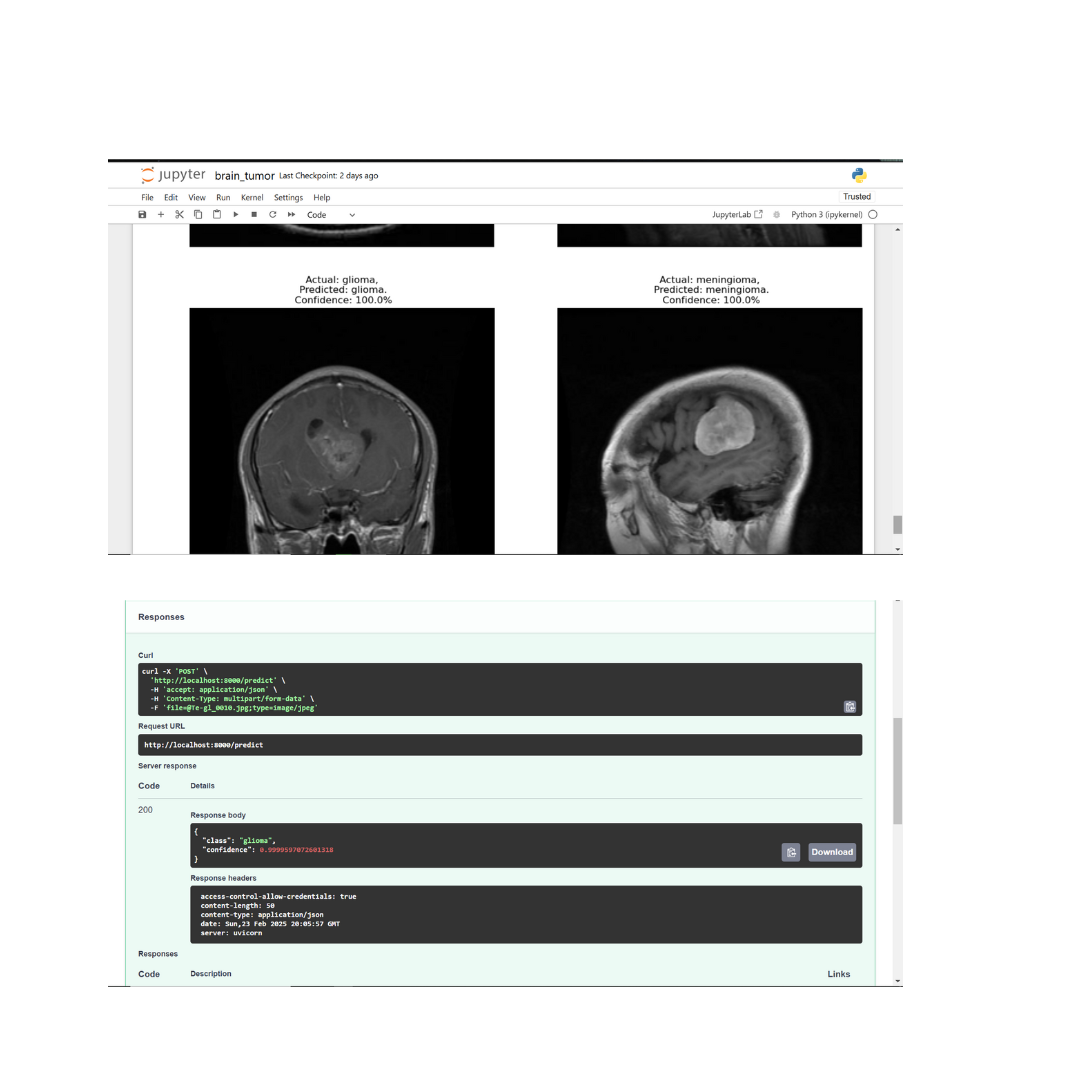 jupyter brain_tumor Last Checkpoint: 2 days ago
File Edit View Run Kernel Settings Help
Trusted
Code
JupyterLab
Python 3 (ipykernel)
Actual: glioma,
Predicted: glioma.
Confidence: 100.0%
Actual: meningioma,
Predicted: meningioma.
Confidence: 100.0%
Responses
Curl
curl -X 'POST' \
'http://localhost:8000/predict' \
-H 'accept: application/json' \
-H 'Content-Type: multipart/form-data' \
-F 'file=@Te-gl_0010.jpg;type=image/jpeg'
Request URL
http://localhost:8000/predict
Server response
Code Details
200
Response body
{
"class": "glioma",
"confidence": 0.9999597072601318
}
Download
Response headers
access-control-allow-credentials: true
content-length: 50
content-type: application/json
date: Sun,23 Feb 2025 20:05:57 GMT
server: uvicorn
Responses
Code Description Links